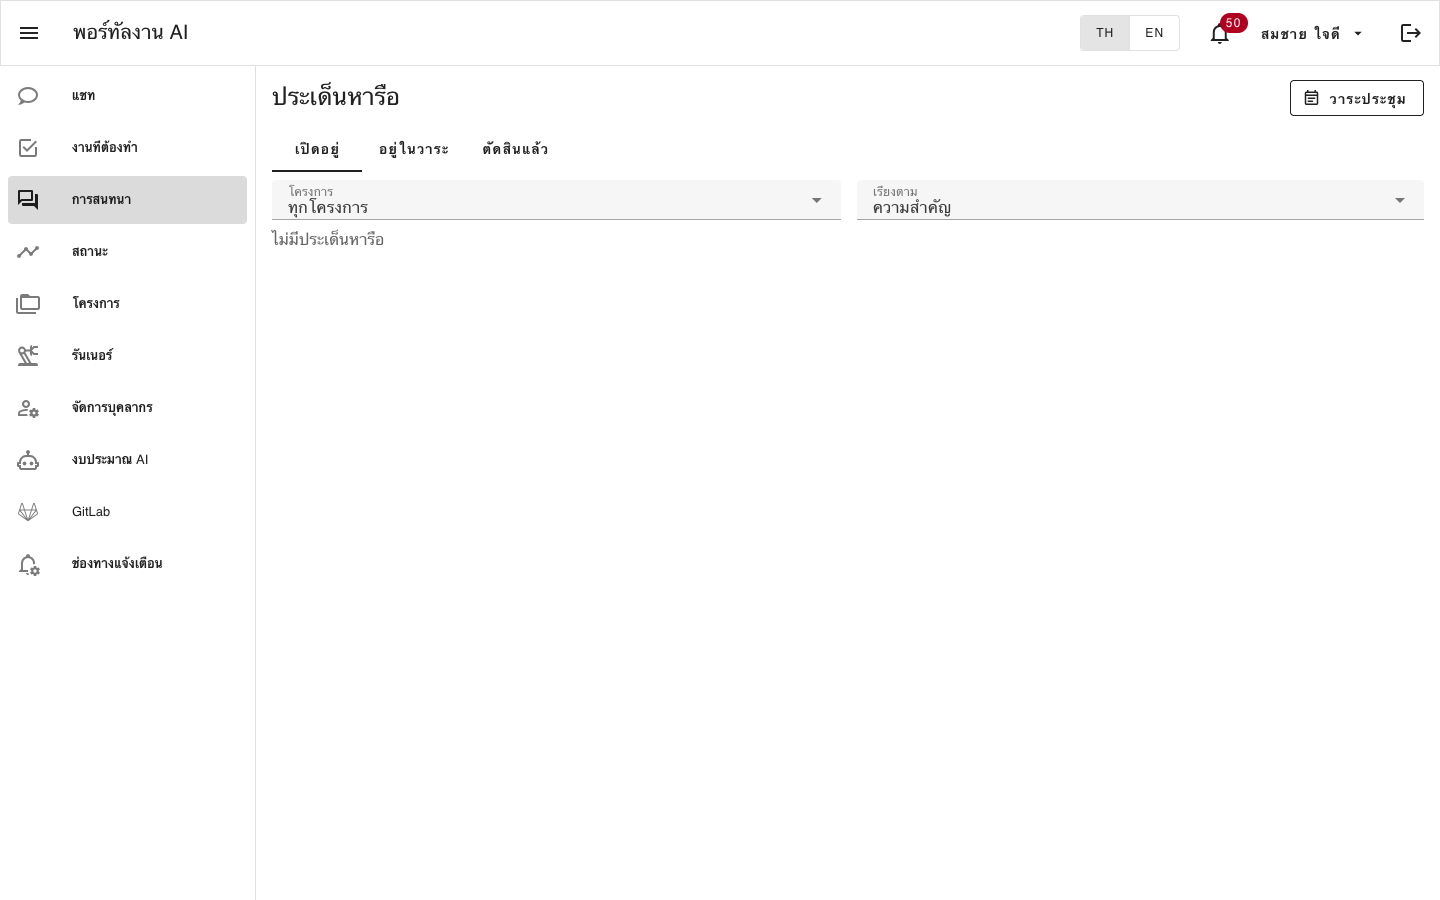 พอร์ทัลงาน AI
TH
EN
50
สมชาย ใจดี
แชท
งานที่ต้องทำ
การสนทนา
สถานะ
โครงการ
รันเนอร์
จัดการบุคลากร
งบประมาณ AI
GitLab
ช่องทางแจ้งเตือน
ประเด็นหารือ
วาระประชุม
เปิดอยู่
อยู่ในวาระ
ตัดสินแล้ว
โครงการ
ทุกโครงการ
เรียงตาม
ความสำคัญ
ไม่มีประเด็นหารือ